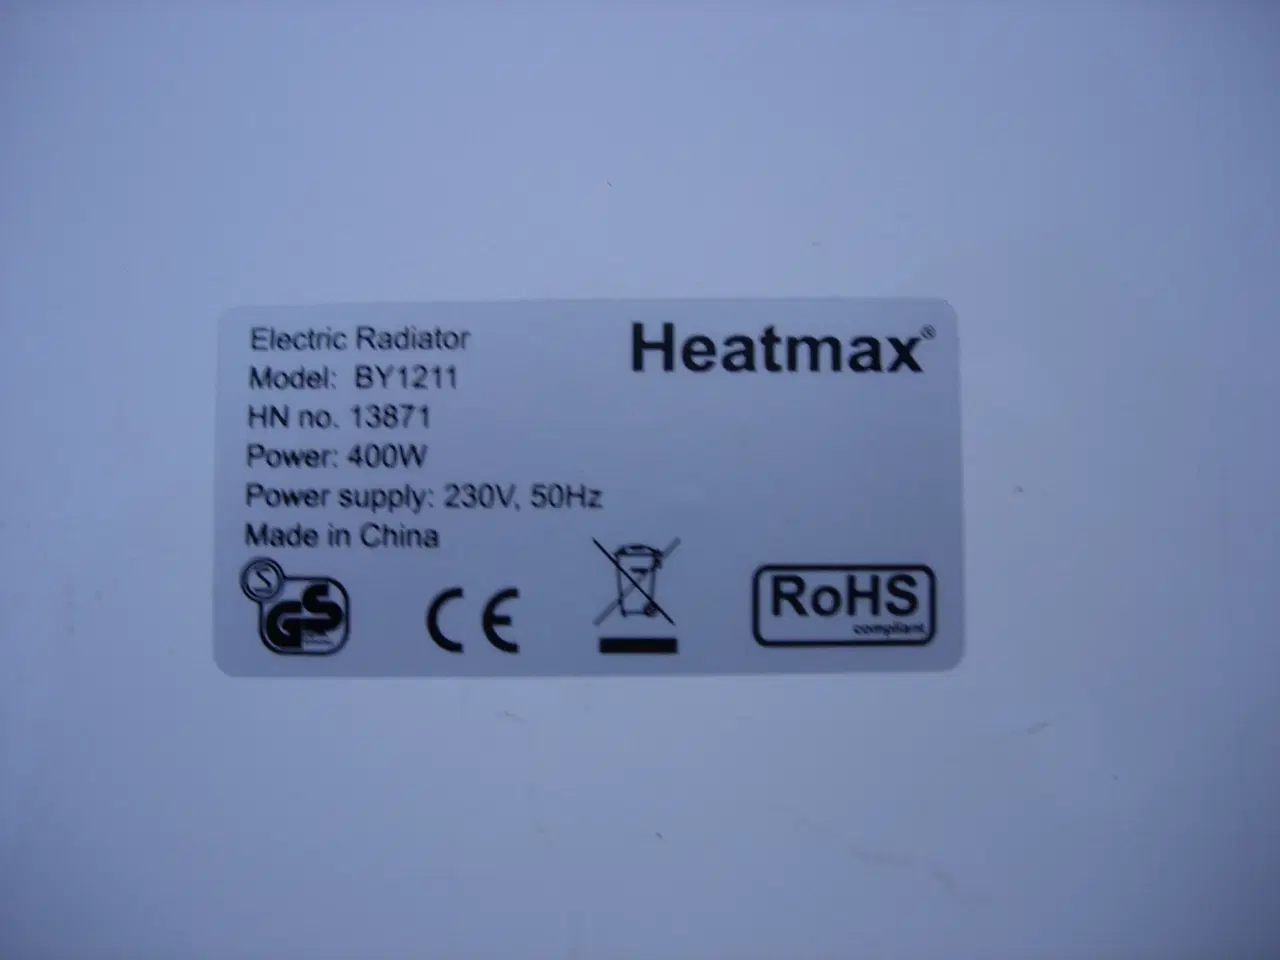 Electric Radiator
Heatmax®
Model: BY1211
HN no. 13871
Power: 400W
Power supply: 230V, 50Hz
Made in China
S
GS
CE
RoHS
compliant